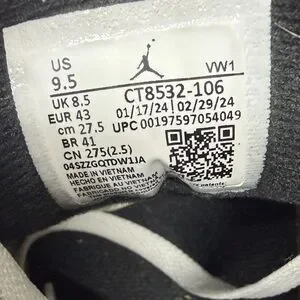 US
9.5
VW1
UK 8.5
EUR 43
cm 27.5
BR 41
CN 275(2.5)
CT8532-106
01/17/24 | 02/29/24
UPC 00197597054049
04SZZGQTDW1JA
MADE IN VIETNAM
HECHO EN VIETNAM
FABRIQUE AU VIETNAM